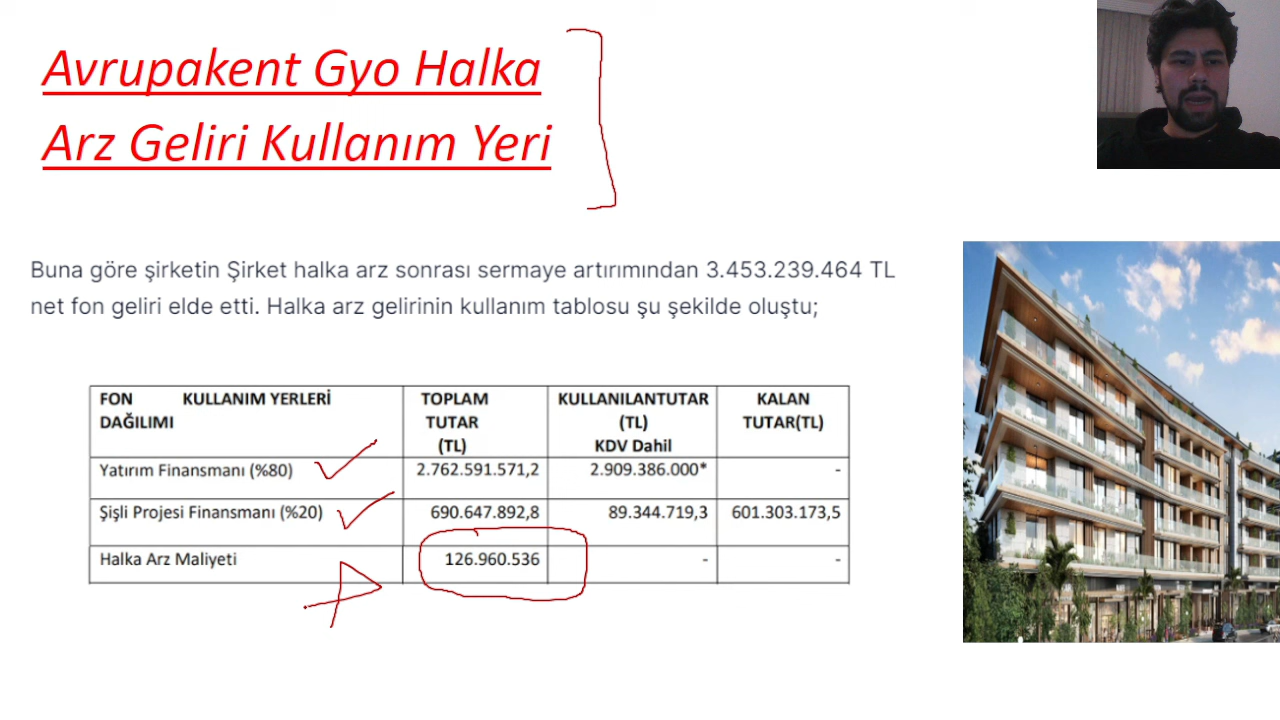 Avrupakent Gyo Halka
Arz Geliri Kullanım Yeri
Buna göre şirketin Şirket halka arz sonrası sermaye artırımından 3.453.239.464 TL
net fon geliri elde etti. Halka arz gelirinin kullanım tablosu şu şekilde oluştu;
FON KULLANIM YERLERİ DAĞILIMI TOPLAM TUTAR (TL) KULLANILANTUTAR (TL) KDV Dahil KALAN TUTAR(TL)
Yatırım Finansmanı (%80) 2.762.591.571,2 2.909.386.000* -
Şişli Projesi Finansmanı (%20) 690.647.892,8 89.344.719,3 601.303.173,5
Halka Arz Maliyeti 126.960.536 - -